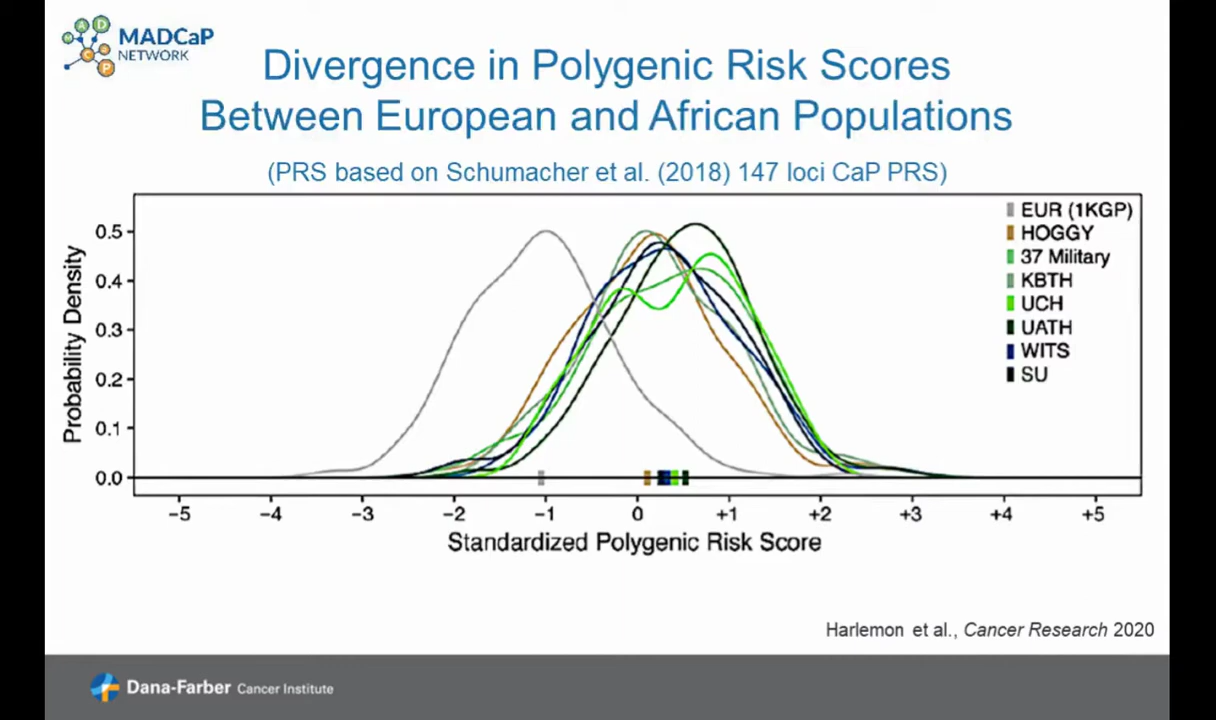 MADCaP
NETWORK
Divergence in Polygenic Risk Scores
Between European and African Populations
(PRS based on Schumacher et al. (2018) 147 loci CaP PRS)
EUR (1KGP)
HOGGY
37 Military
KBTH
UCH
UATH
WITS
SU
Probability Density
0.5
0.4
0.3
0.2
0.1
0.0
−5 −4 −3 −2 −1 0 +1 +2 +3 +4 +5
Standardized Polygenic Risk Score
Harlemon et al., Cancer Research 2020
Dana-Farber Cancer Institute